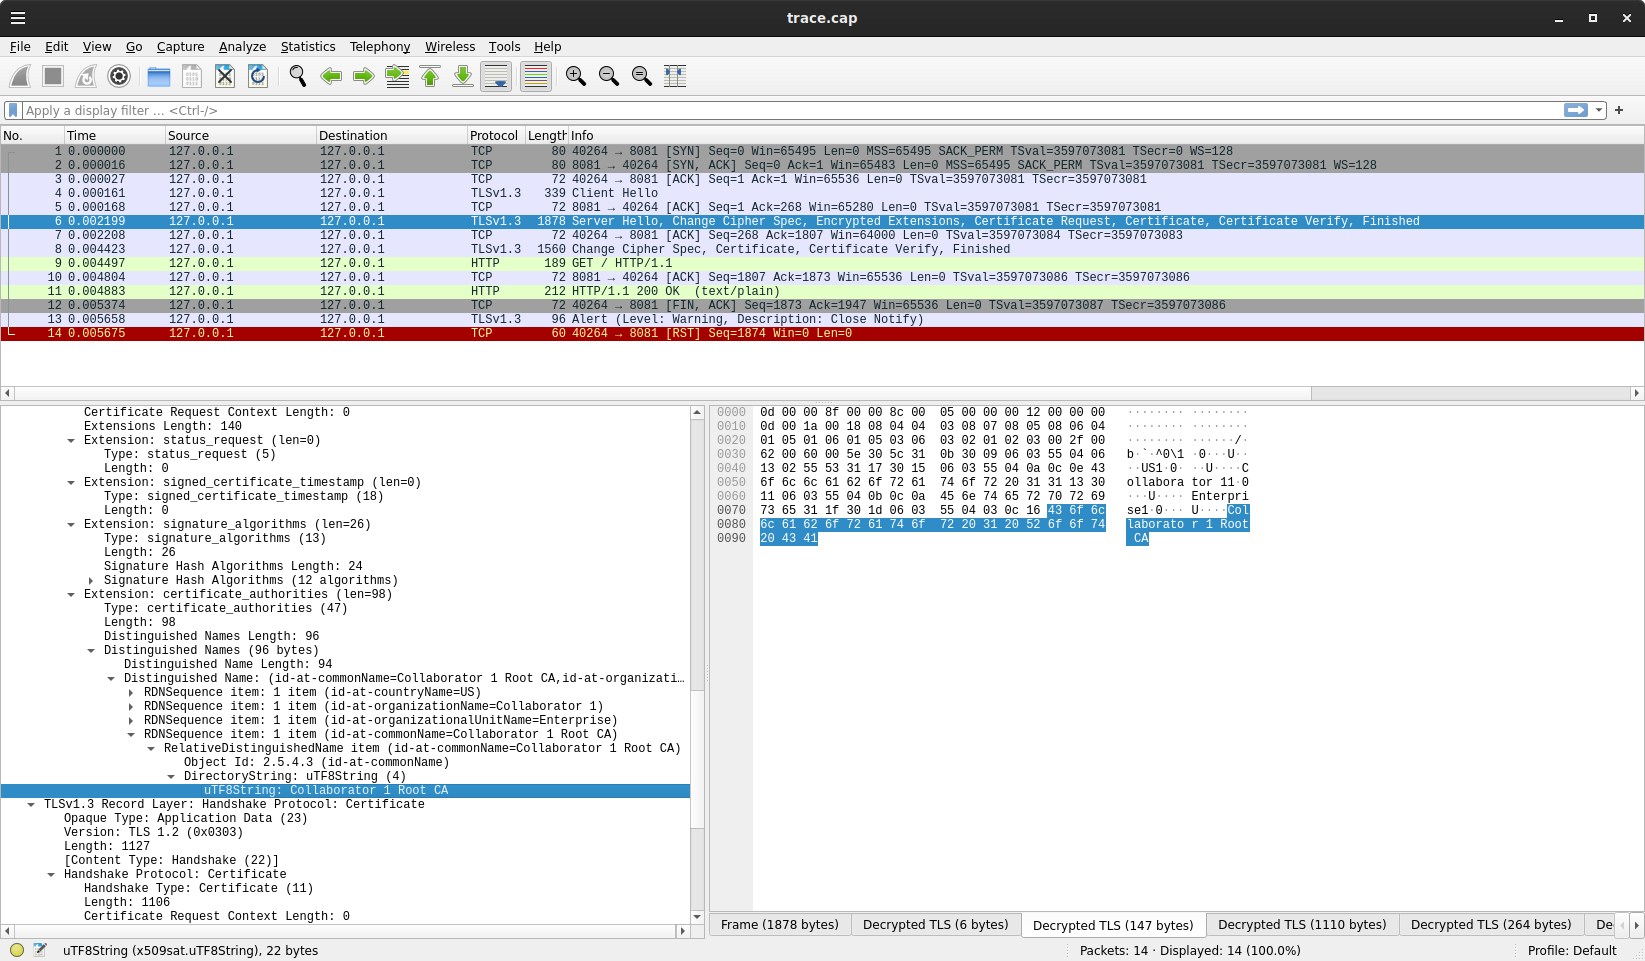 trace.cap
File Edit View Go Capture Analyze Statistics Telephony Wireless Tools Help
Apply a display filter … <Ctrl-/>
No. Time Source Destination Protocol Length Info
1 0.000000 127.0.0.1 127.0.0.1 TCP 80 40264 → 8081 [SYN] Seq=0 Win=65495 Len=0 MSS=65495 SACK_PERM TSval=3597073081 TSecr=0 WS=128
2 0.000016 127.0.0.1 127.0.0.1 TCP 80 8081 → 40264 [SYN, ACK] Seq=0 Ack=1 Win=65483 Len=0 MSS=65495 SACK_PERM TSval=3597073081 TSecr=3597073081 WS=128
3 0.000027 127.0.0.1 127.0.0.1 TCP 72 40264 → 8081 [ACK] Seq=1 Ack=1 Win=65536 Len=0 TSval=3597073081 TSecr=3597073081
4 0.000161 127.0.0.1 127.0.0.1 TLSv1.3 339 Client Hello
5 0.000168 127.0.0.1 127.0.0.1 TCP 72 8081 → 40264 [ACK] Seq=1 Ack=268 Win=65280 Len=0 TSval=3597073081 TSecr=3597073081
6 0.002199 127.0.0.1 127.0.0.1 TLSv1.3 1878 Server Hello, Change Cipher Spec, Encrypted Extensions, Certificate Request, Certificate, Certificate Verify, Finished
7 0.002208 127.0.0.1 127.0.0.1 TCP 72 40264 → 8081 [ACK] Seq=268 Ack=1807 Win=64000 Len=0 TSval=3597073084 TSecr=3597073083
8 0.004423 127.0.0.1 127.0.0.1 TLSv1.3 1560 Change Cipher Spec, Certificate, Certificate Verify, Finished
9 0.004497 127.0.0.1 127.0.0.1 HTTP 189 GET / HTTP/1.1
10 0.004804 127.0.0.1 127.0.0.1 TCP 72 8081 → 40264 [ACK] Seq=1807 Ack=1873 Win=65536 Len=0 TSval=3597073086 TSecr=3597073086
11 0.004883 127.0.0.1 127.0.0.1 HTTP 212 HTTP/1.1 200 OK  (text/plain)
12 0.005374 127.0.0.1 127.0.0.1 TCP 72 40264 → 8081 [FIN, ACK] Seq=1873 Ack=1947 Win=65536 Len=0 TSval=3597073087 TSecr=3597073086
13 0.005658 127.0.0.1 127.0.0.1 TLSv1.3 96 Alert (Level: Warning, Description: Close Notify)
14 0.005675 127.0.0.1 127.0.0.1 TCP 60 40264 → 8081 [RST] Seq=1874 Win=0 Len=0
Certificate Request Context Length: 0
Extensions Length: 140
Extension: status_request (len=0)
Type: status_request (5)
Length: 0
Extension: signed_certificate_timestamp (len=0)
Type: signed_certificate_timestamp (18)
Length: 0
Extension: signature_algorithms (len=26)
Type: signature_algorithms (13)
Length: 26
Signature Hash Algorithms Length: 24
Signature Hash Algorithms (12 algorithms)
Extension: certificate_authorities (len=98)
Type: certificate_authorities (47)
Length: 98
Distinguished Names Length: 96
Distinguished Names (96 bytes)
Distinguished Name Length: 94
Distinguished Name: (id-at-commonName=Collaborator 1 Root CA,id-at-organizati…
RDNSequence item: 1 item (id-at-countryName=US)
RDNSequence item: 1 item (id-at-organizationName=Collaborator 1)
RDNSequence item: 1 item (id-at-organizationalUnitName=Enterprise)
RDNSequence item: 1 item (id-at-commonName=Collaborator 1 Root CA)
RelativeDistinguishedName item (id-at-commonName=Collaborator 1 Root CA)
Object Id: 2.5.4.3 (id-at-commonName)
DirectoryString: uTF8String (4)
uTF8String: Collaborator 1 Root CA
TLSv1.3 Record Layer: Handshake Protocol: Certificate
Opaque Type: Application Data (23)
Version: TLS 1.2 (0x0303)
Length: 1127
[Content Type: Handshake (22)]
Handshake Protocol: Certificate
Handshake Type: Certificate (11)
Length: 1106
Certificate Request Context Length: 0
0000 0d 00 00 8f 00 00 8c 00 05 00 00 00 12 00 00 00 ········ ········
0010 0d 00 1a 00 18 08 04 04 03 08 07 08 05 08 06 04 ········ ········
0020 01 05 01 06 01 05 03 06 03 02 01 02 03 00 2f 00 ········ ······/·
0030 62 00 60 00 5e 30 5c 31 0b 30 09 06 03 55 04 06 b·`·^0\1 ·0···U··
0040 13 02 55 53 31 17 30 15 06 03 55 04 0a 0c 0e 43 ··US1·0· ··U····C
0050 6f 6c 6c 61 62 6f 72 61 74 6f 72 20 31 31 13 30 ollabora tor 11·0
0060 11 06 03 55 04 0b 0c 0a 45 6e 74 65 72 70 72 69 ···U···· Enterpri
0070 73 65 31 1f 30 1d 06 03 55 04 03 0c 16 43 6f 6c se1·0··· U····Col
0080 6c 61 62 6f 72 61 74 6f 72 20 31 20 52 6f 6f 74 laborato r 1 Root
0090 20 43 41 CA
Frame (1878 bytes) Decrypted TLS (6 bytes) Decrypted TLS (147 bytes) Decrypted TLS (1110 bytes) Decrypted TLS (264 bytes) De
uTF8String (x509sat.uTF8String), 22 bytes Packets: 14 · Displayed: 14 (100.0%) Profile: Default